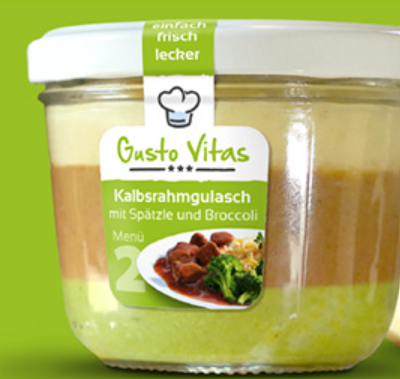 einfach
frisch
lecker
Gusto Vitas
Kalbsrahmgulasch
mit Spätzle und Broccoli
Menü
2